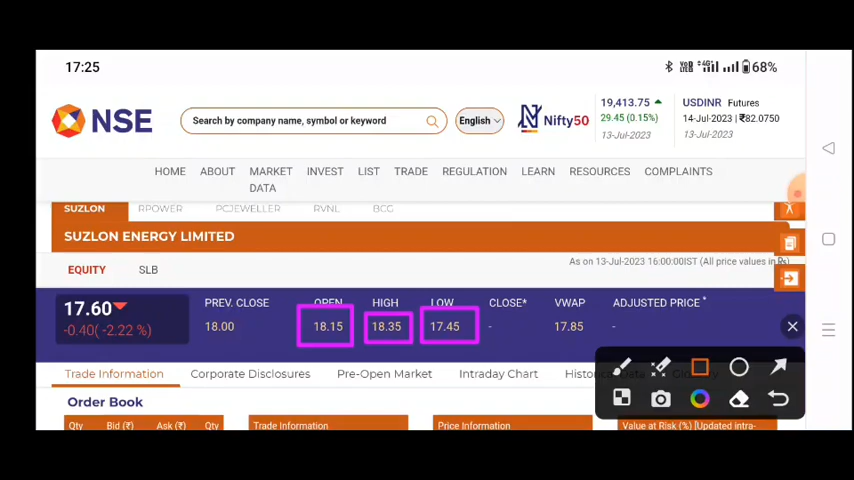 17:25
68%
NSE
Search by company name, symbol or keyword
English
Nifty50
19,413.75
29.45 (0.15%)
13-Jul-2023
USDINR Futures
14-Jul-2023 | ₹82.0750
13-Jul-2023
HOME ABOUT MARKET DATA INVEST LIST TRADE REGULATION LEARN RESOURCES COMPLAINTS
SUZLON RPOWER PCJEWELLER RVNL BCG
SUZLON ENERGY LIMITED
As on 13-Jul-2023 16:00:00IST (All price values in ₹)
EQUITY SLB
17.60
-0.40( -2.22 %)
PREV. CLOSE OPEN HIGH LOW CLOSE* VWAP ADJUSTED PRICE *
18.00 18.15 18.35 17.45 - 17.85 -
Trade Information Corporate Disclosures Pre-Open Market Intraday Chart
Order Book
Qty Bid (₹) Ask (₹) Qty
Trade Information
Price Information
Value at Risk (%) [Updated intra-